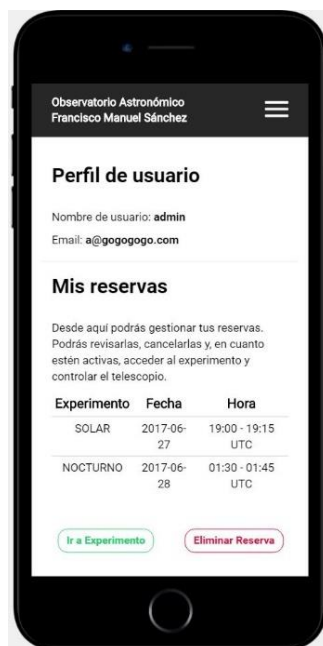 Observatorio Astronómico
Francisco Manuel Sánchez
Perfil de usuario
Nombre de usuario: admin
Email: a@gogogogo.com
Mis reservas
Desde aquí podrás gestionar tus reservas.
Podrás revisarlas, cancelarlas y, en cuanto
estén activas, acceder al experimento y
controlar el telescopio.
Experimento Fecha Hora
SOLAR 2017-06-27 19:00 - 19:15 UTC
NOCTURNO 2017-06-28 01:30 - 01:45 UTC
Ir a Experimento Eliminar Reserva